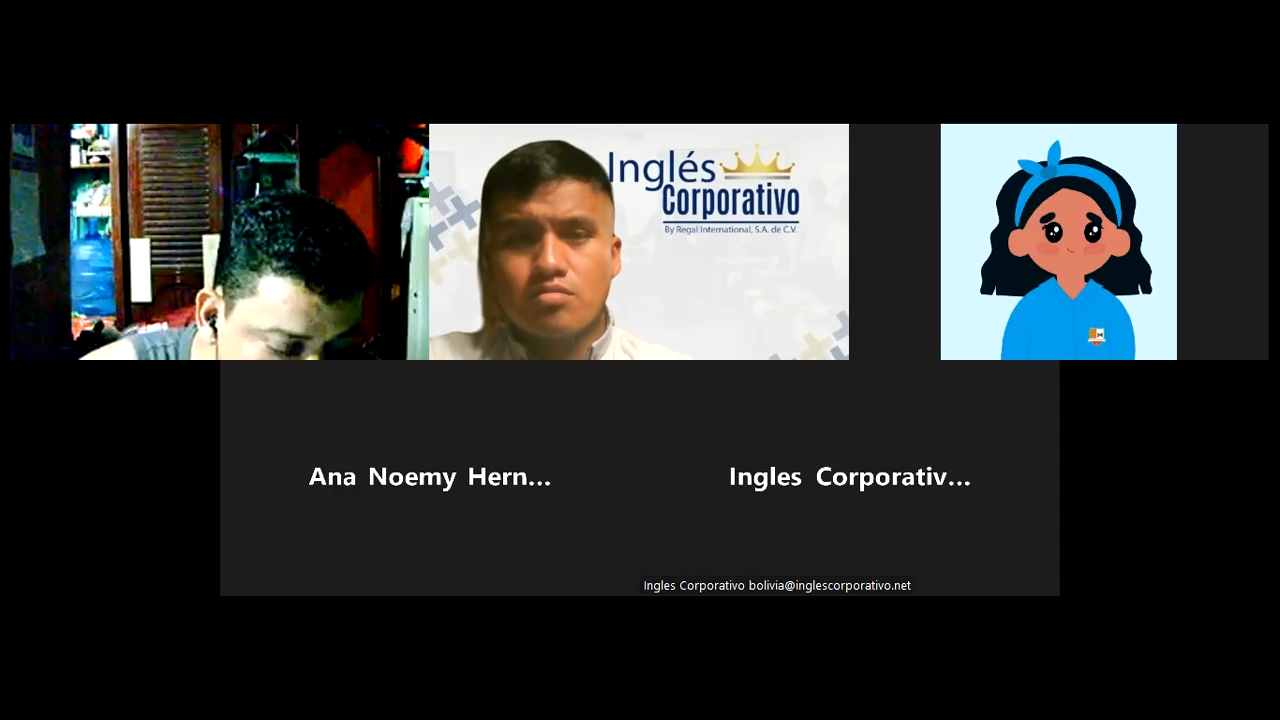 Inglés
Corporativo
By Regal International, S.A. de C.V.
Ana Noemy Hern...
Ingles Corporativ...
Ingles Corporativo bolivia@inglescorporativo.net